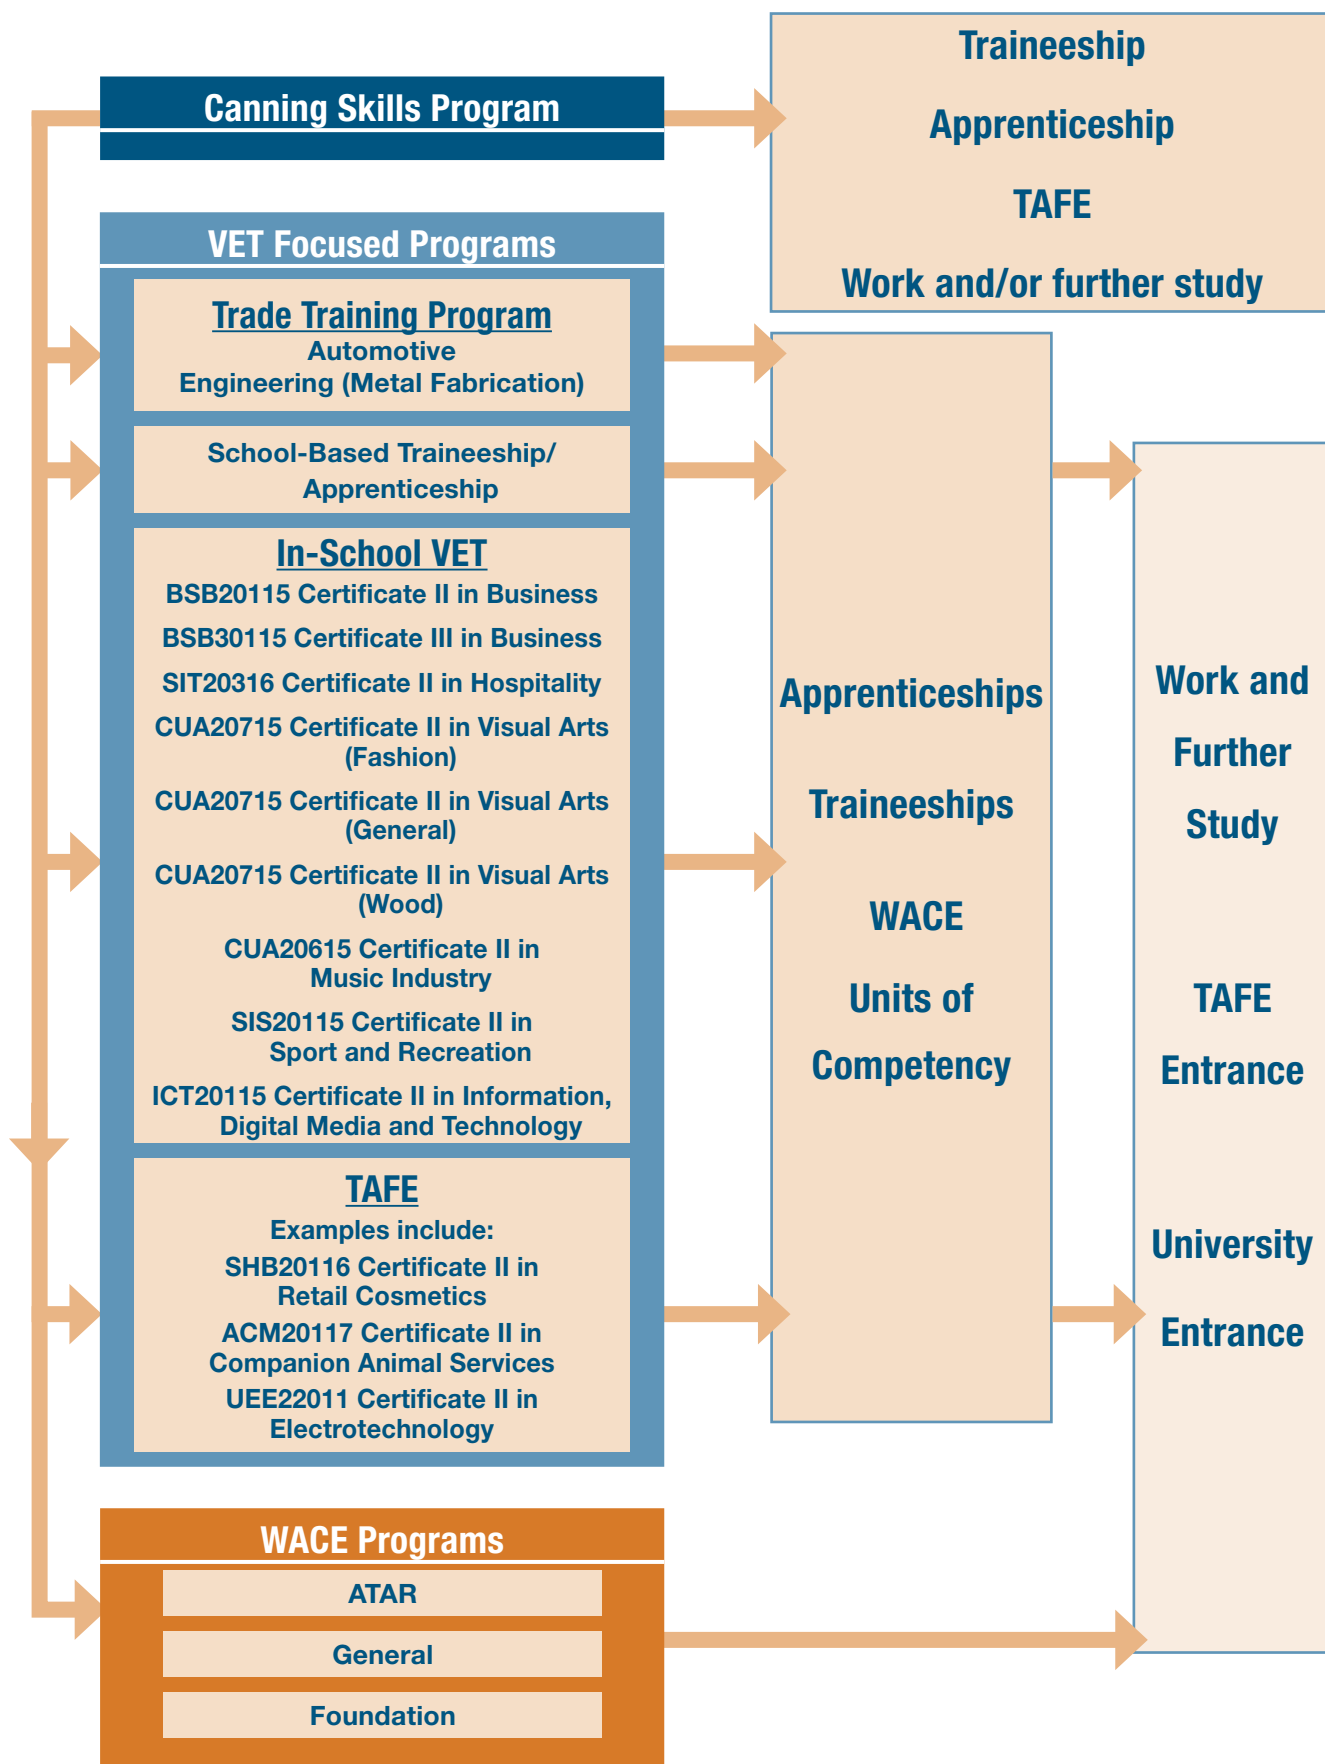 Canning Skills Program
Traineeship
Apprenticeship
TAFE
Work and/or further study
VET Focused Programs
Trade Training Program
Automotive
Engineering (Metal Fabrication)
School-Based Traineeship/
Apprenticeship
In-School VET
BSB20115 Certificate II in Business
BSB30115 Certificate III in Business
SIT20316 Certificate II in Hospitality
CUA20715 Certificate II in Visual Arts
(Fashion)
CUA20715 Certificate II in Visual Arts
(General)
CUA20715 Certificate II in Visual Arts
(Wood)
CUA20615 Certificate II in
Music Industry
SIS20115 Certificate II in
Sport and Recreation
ICT20115 Certificate II in Information,
Digital Media and Technology
TAFE
Examples include:
SHB20116 Certificate II in
Retail Cosmetics
ACM20117 Certificate II in
Companion Animal Services
UEE22011 Certificate II in
Electrotechnology
Apprenticeships
Traineeships
WACE
Units of
Competency
Work and
Further
Study
TAFE
Entrance
University
Entrance
WACE Programs
ATAR
General
Foundation